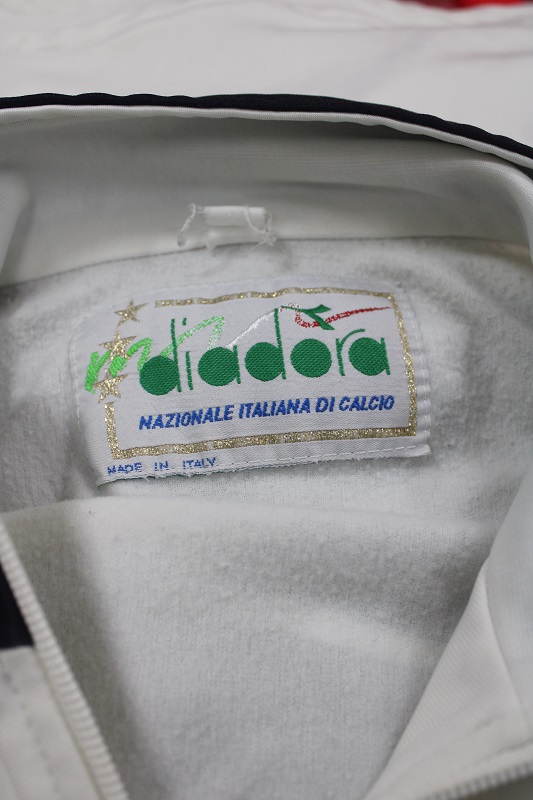 diadora
NAZIONALE ITALIANA DI CALCIO
MADE IN ITALY